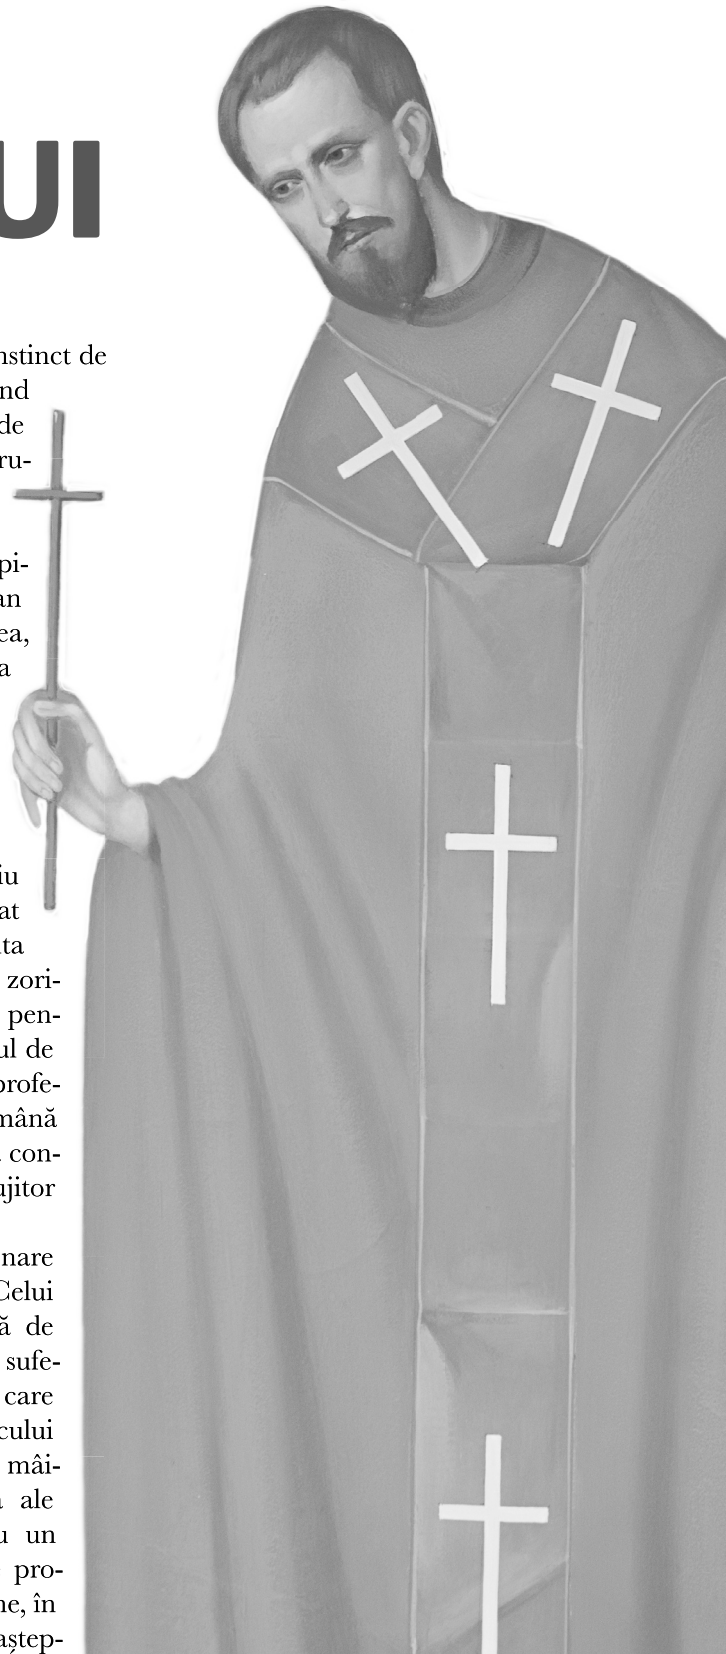 UI
nstinct de
nd
de
ru-
pi-
an
ea,
a
iu
at
ta
zori-
pen-
ul de
profe-
mână
con-
ujitor
nare
Celui
ă de
sufe-
care
cului
mâi-
ale
u un
pro-
ne, în
aștep-